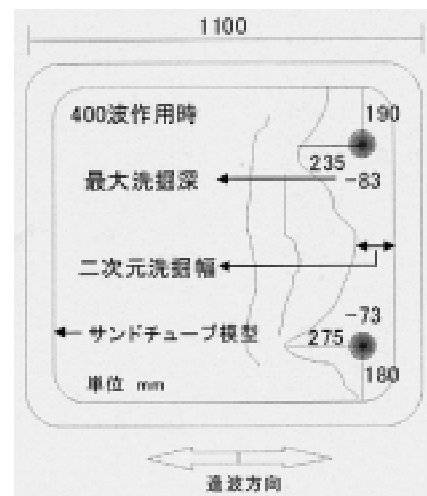 1100
400波作用時
190
235
最大洗掘深
-83
二次元洗掘幅
-73
サンドチューブ模型
275
単位 mm
180
進波方向